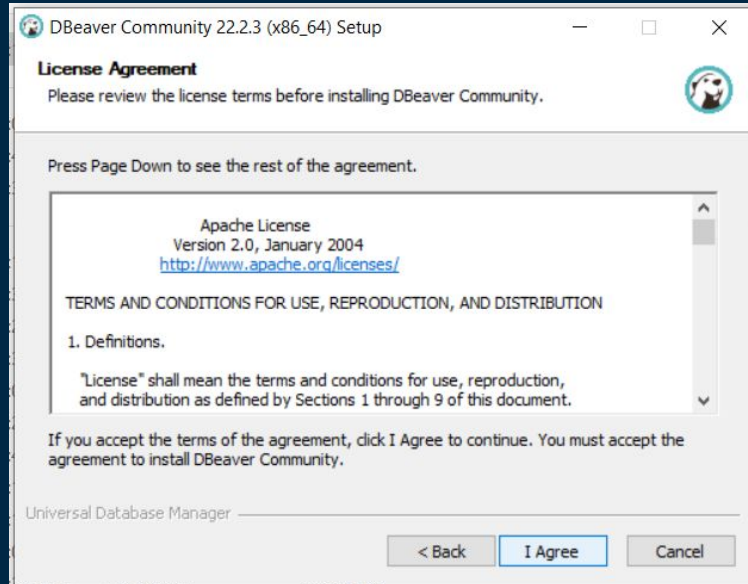 DBeaver Community 22.2.3 (x86_64) Setup
License Agreement
Please review the license terms before installing DBeaver Community.
Press Page Down to see the rest of the agreement.
Apache License
Version 2.0, January 2004
http://www.apache.org/licenses/
TERMS AND CONDITIONS FOR USE, REPRODUCTION, AND DISTRIBUTION
1. Definitions.
"License" shall mean the terms and conditions for use, reproduction,
and distribution as defined by Sections 1 through 9 of this document.
If you accept the terms of the agreement, click I Agree to continue. You must accept the
agreement to install DBeaver Community.
Universal Database Manager
< Back I Agree Cancel